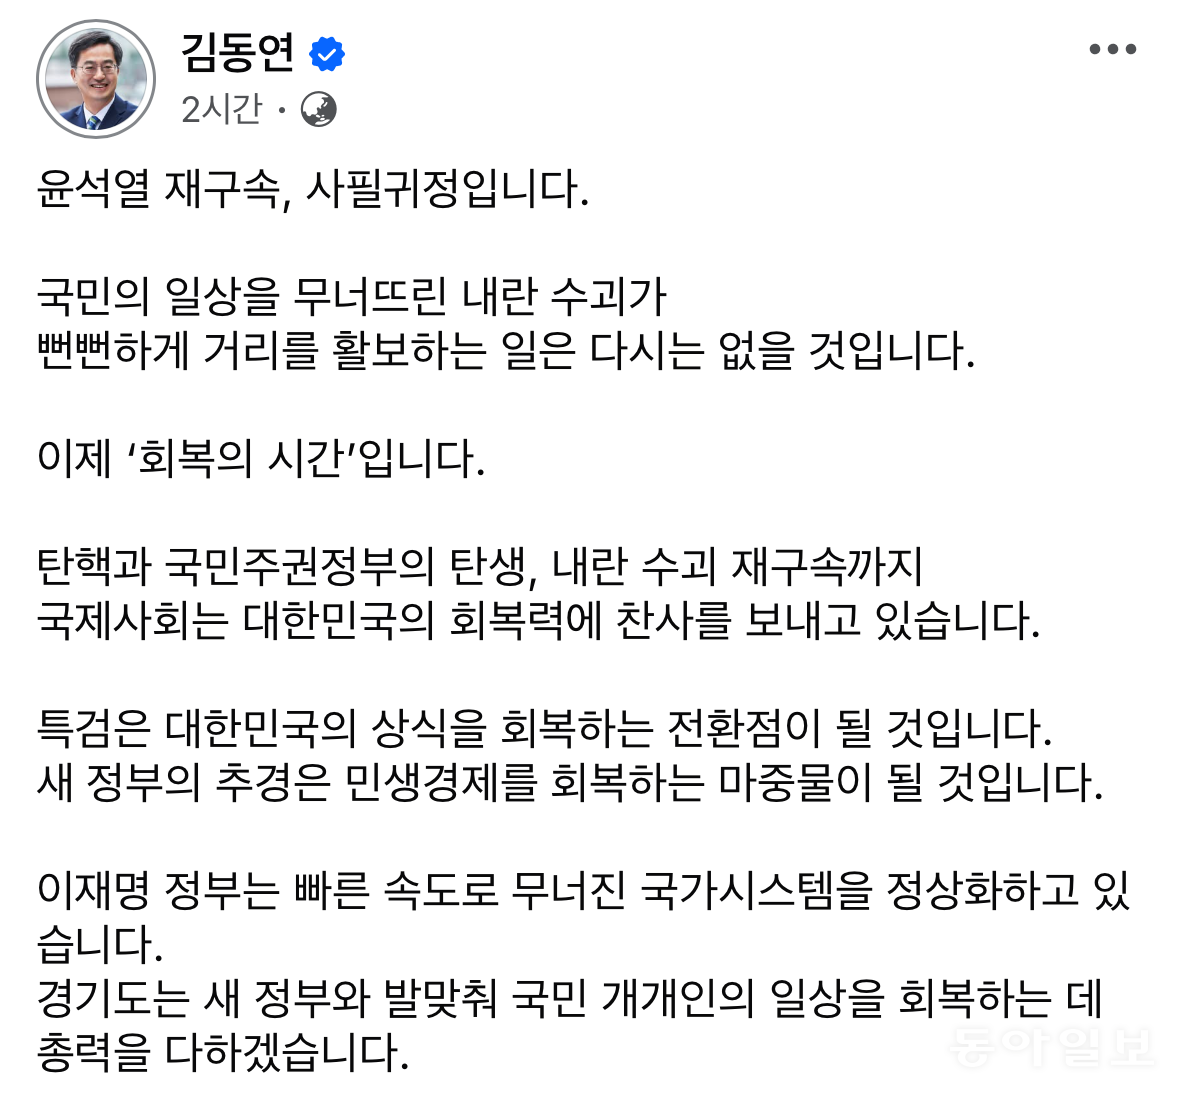 김동연
2시간 ·
윤석열 재구속, 사필귀정입니다.
국민의 일상을 무너뜨린 내란 수괴가
뻔뻔하게 거리를 활보하는 일은 다시는 없을 것입니다.
이제 ‘회복의 시간’입니다.
탄핵과 국민주권정부의 탄생, 내란 수괴 재구속까지
국제사회는 대한민국의 회복력에 찬사를 보내고 있습니다.
특검은 대한민국의 상식을 회복하는 전환점이 될 것입니다.
새 정부의 추경은 민생경제를 회복하는 마중물이 될 것입니다.
이재명 정부는 빠른 속도로 무너진 국가시스템을 정상화하고 있
습니다.
경기도는 새 정부와 발맞춰 국민 개개인의 일상을 회복하는 데
총력을 다하겠습니다.
동아일보